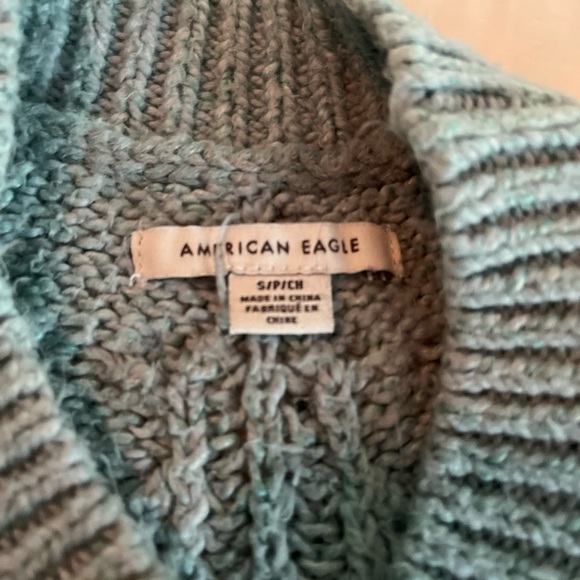 AMERICAN EAGLE
S/P/CH
MADE IN CHINA
FABRIQUÉ EN
CHINE